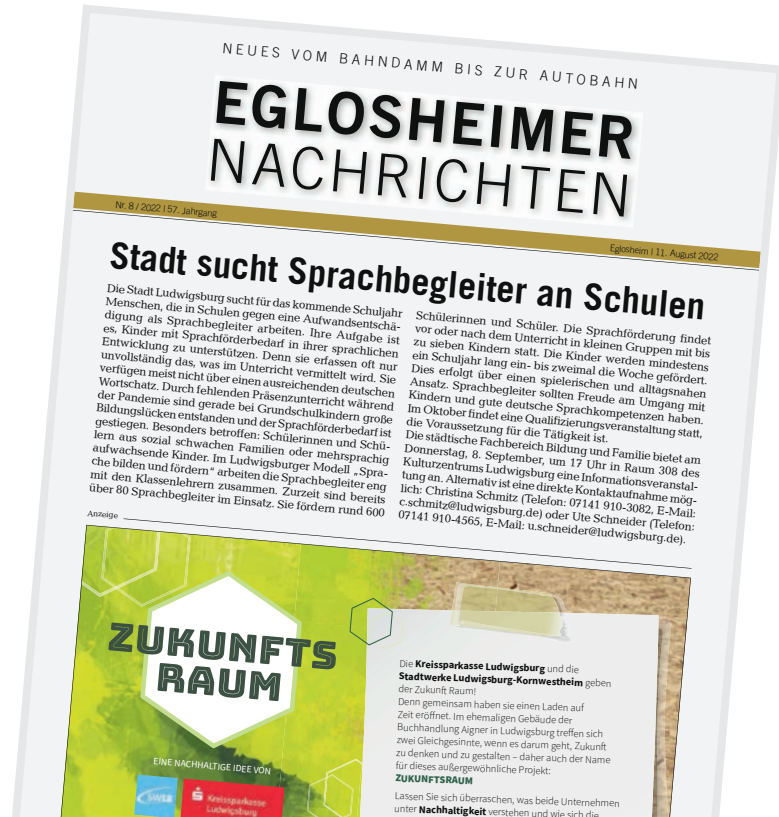 NEUES VOM BAHNDAMM BIS ZUR AUTOBAHN
EGLOSHEIMER
NACHRICHTEN
Nr. 8 / 2022 | 57. Jahrgang
Eglosheim | 11. August 2022
Stadt sucht Sprachbegleiter an Schulen
Die Stadt Ludwigsburg sucht für das kommende Schuljahr
Menschen, die in Schulen gegen eine Aufwandsentschä-
digung als Sprachbegleiter arbeiten. Ihre Aufgabe ist
es, Kinder mit Sprachförderbedarf in ihrer sprachlichen
Entwicklung zu unterstützen. Denn sie erfassen oft nur
unvollständig das, was im Unterricht vermittelt wird. Sie
verfügen meist nicht über einen ausreichenden deutschen
Wortschatz. Durch fehlenden Präsenzunterricht während
der Pandemie sind gerade bei Grundschulkindern große
Bildungslücken entstanden und der Sprachförderbedarf ist
gestiegen. Besonders betroffen: Schülerinnen und Schü-
lern aus sozial schwachen Familien oder mehrsprachig
aufwachsende Kinder. Im Ludwigsburger Modell „Spra-
che bilden und fördern“ arbeiten die Sprachbegleiter eng
mit den Klassenlehrern zusammen. Zurzeit sind bereits
über 80 Sprachbegleiter im Einsatz. Sie fördern rund 600
Schülerinnen und Schüler. Die Sprachförderung findet
vor oder nach dem Unterricht in kleinen Gruppen mit bis
zu sieben Kindern statt. Die Kinder werden mindestens
ein Schuljahr lang ein- bis zweimal die Woche gefördert.
Dies erfolgt über einen spielerischen und alltagsnahen
Ansatz. Sprachbegleiter sollten Freude am Umgang mit
Kindern und gute deutsche Sprachkompetenzen haben.
Im Oktober findet eine Qualifizierungsveranstaltung statt,
die Voraussetzung für die Tätigkeit ist.
Die städtische Fachbereich Bildung und Familie bietet am
Donnerstag, 8. September, um 17 Uhr in Raum 308 des
Kulturzentrums Ludwigsburg eine Informationsveranstal-
tung an. Alternativ ist eine direkte Kontaktaufnahme mög-
lich: Christina Schmitz (Telefon: 07141 910-3082, E-Mail:
c.schmitz@ludwigsburg.de) oder Ute Schneider (Telefon:
07141 910-4565, E-Mail: u.schneider@ludwigsburg.de).
Anzeige
ZUKUNFTS
RAUM
EINE NACHHALTIGE IDEE VON
SWLB
Kreissparkasse
Ludwigsburg
Die Kreissparkasse Ludwigsburg und die
Stadtwerke Ludwigsburg-Kornwestheim geben
der Zukunft Raum!
Denn gemeinsam haben sie einen Laden auf
Zeit eröffnet. Im ehemaligen Gebäude der
Buchhandlung Aigner in Ludwigsburg treffen sich
zwei Gleichgesinnte, wenn es darum geht, Zukunft
zu denken und zu gestalten – daher auch der Name
für dieses außergewöhnliche Projekt:
ZUKUNFTSRAUM
Lassen Sie sich überraschen, was beide Unternehmen
unter Nachhaltigkeit verstehen und wie sich die